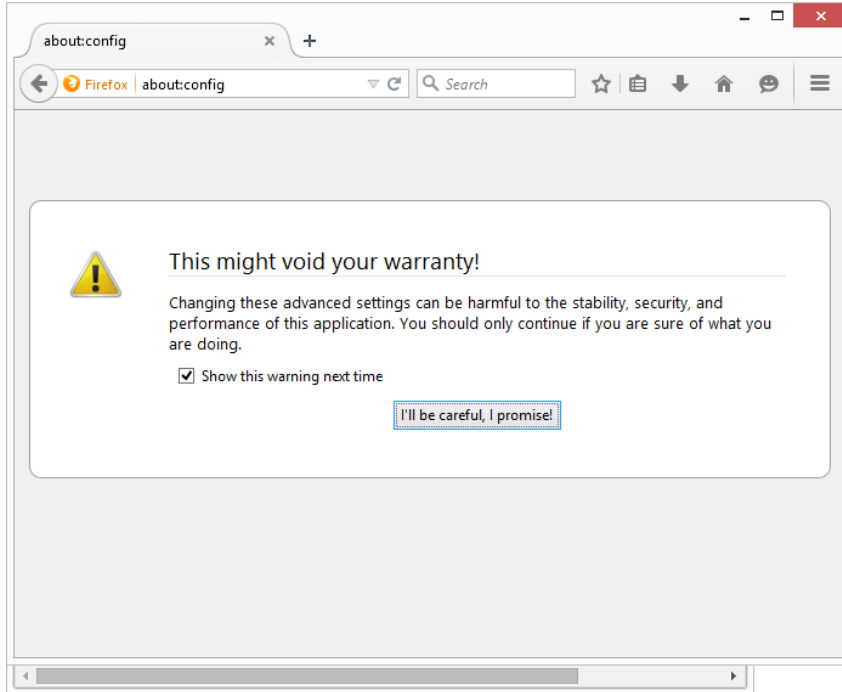 about:config
Firefox about:config Search
This might void your warranty!
Changing these advanced settings can be harmful to the stability, security, and
performance of this application. You should only continue if you are sure of what you
are doing.
Show this warning next time
I'll be careful, I promise!